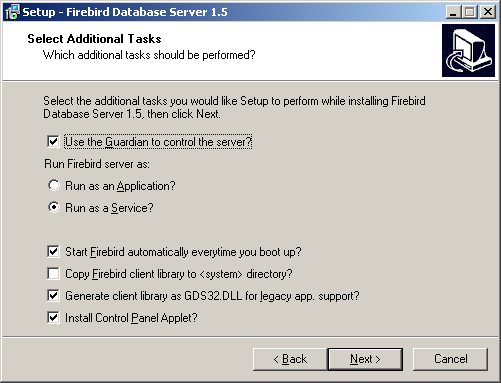 Setup - Firebird Database Server 1.5
Select Additional Tasks
Which additional tasks should be performed?
Select the additional tasks you would like Setup to perform while installing Firebird
Database Server 1.5, then click Next.
Use the Guardian to control the server?
Run Firebird server as:
Run as an Application?
Run as a Service?
Start Firebird automatically everytime you boot up?
Copy Firebird client library to <system> directory?
Generate client library as GDS32.DLL for legacy app. support?
Install Control Panel Applet?
< Back
Next >
Cancel